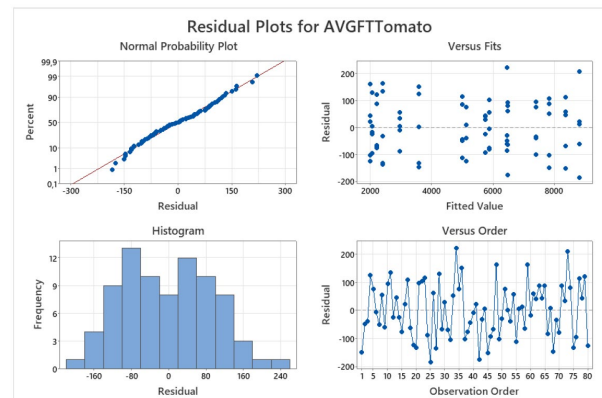 Residual Plots for AVGFTTomato
Normal Probability Plot
99,9
99
90
50
10
1
0,1
Percent
-300 -150 0 150 300
Residual
Versus Fits
200
100
0
-100
-200
Residual
2000 4000 6000 8000
Fitted Value
Histogram
12
9
6
3
0
Frequency
-160 -80 0 80 160 240
Residual
Versus Order
200
100
0
-100
-200
Residual
1 5 10 15 20 25 30 35 40 45 50 55 60 65 70 75 80
Observation Order